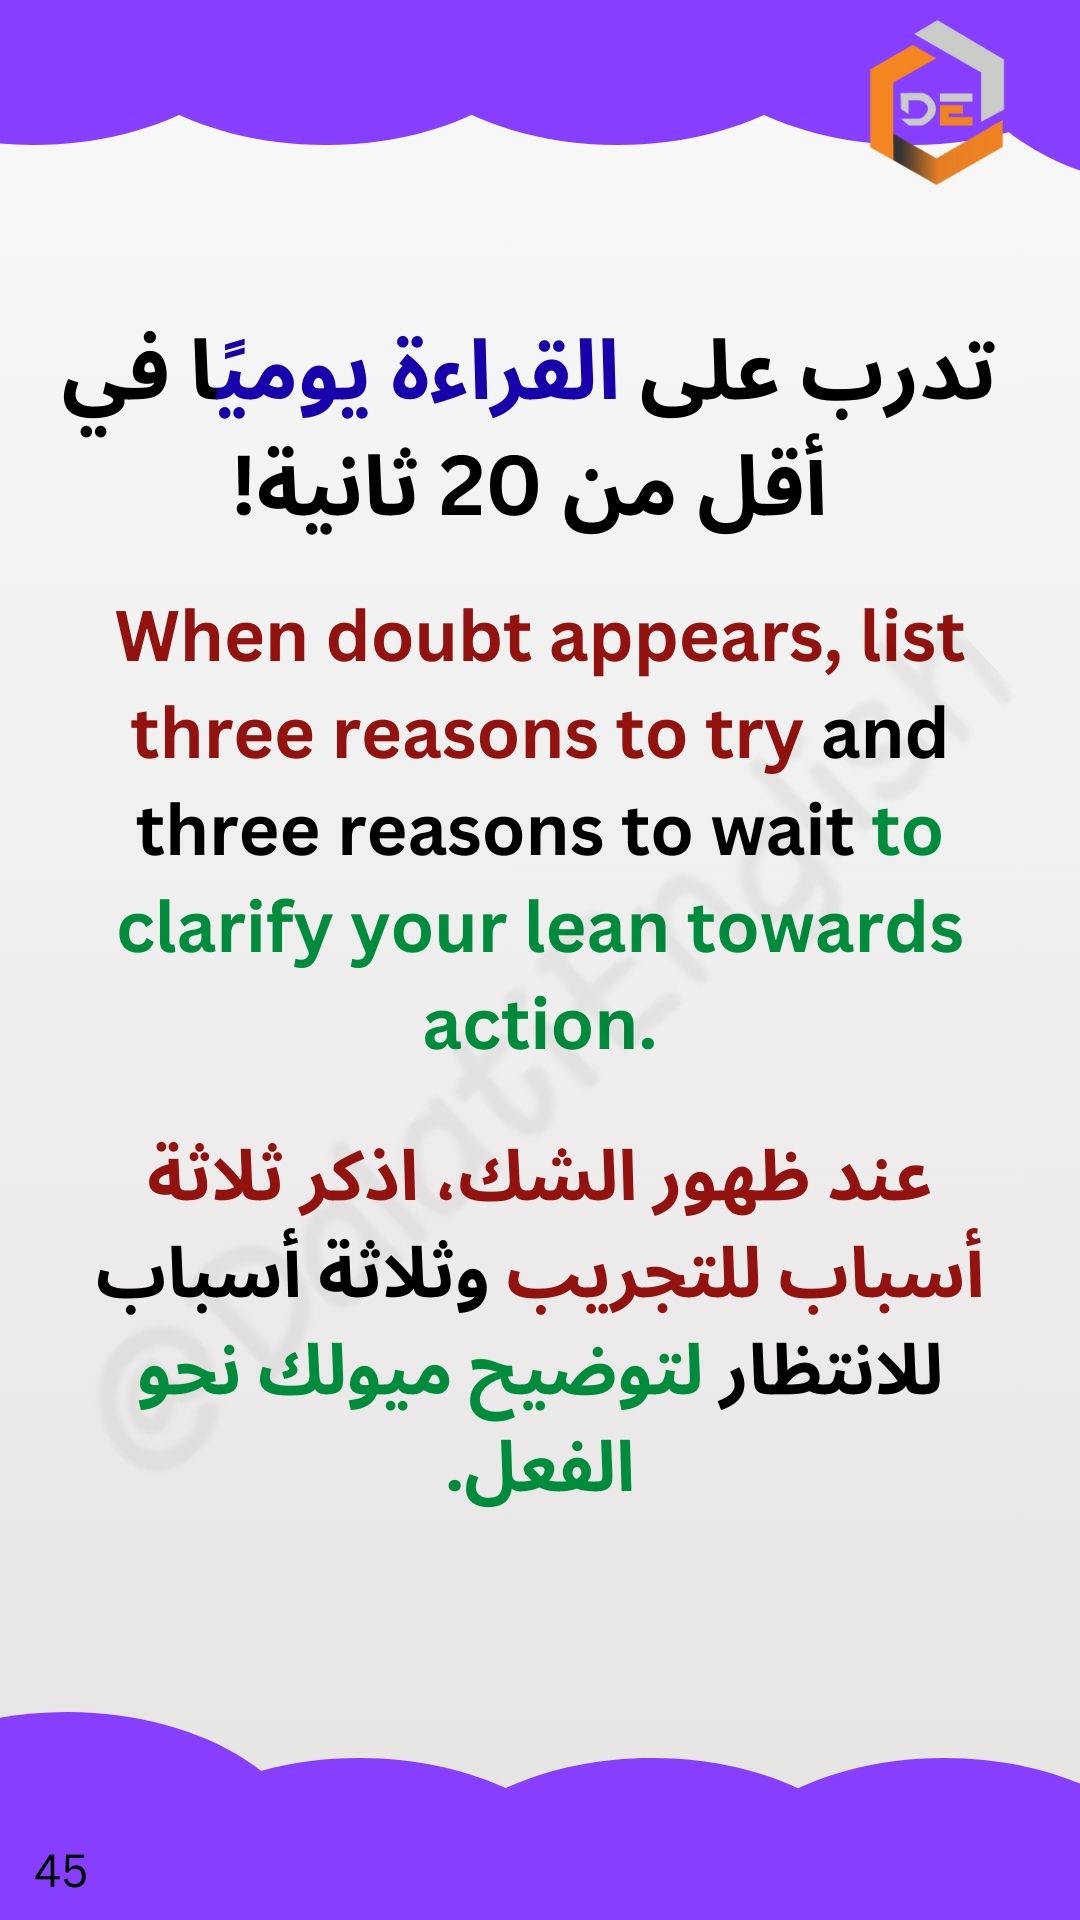 DE
تدرب على القراءة يوميًا في
أقل من 20 ثانية!
When doubt appears, list
three reasons to try and
three reasons to wait to
clarify your lean towards
action.
عند ظهور الشك، اذكر ثلاثة
أسباب للتجريب وثلاثة أسباب
للانتظار لتوضيح ميولك نحو
الفعل.
@DalatEnglish
45